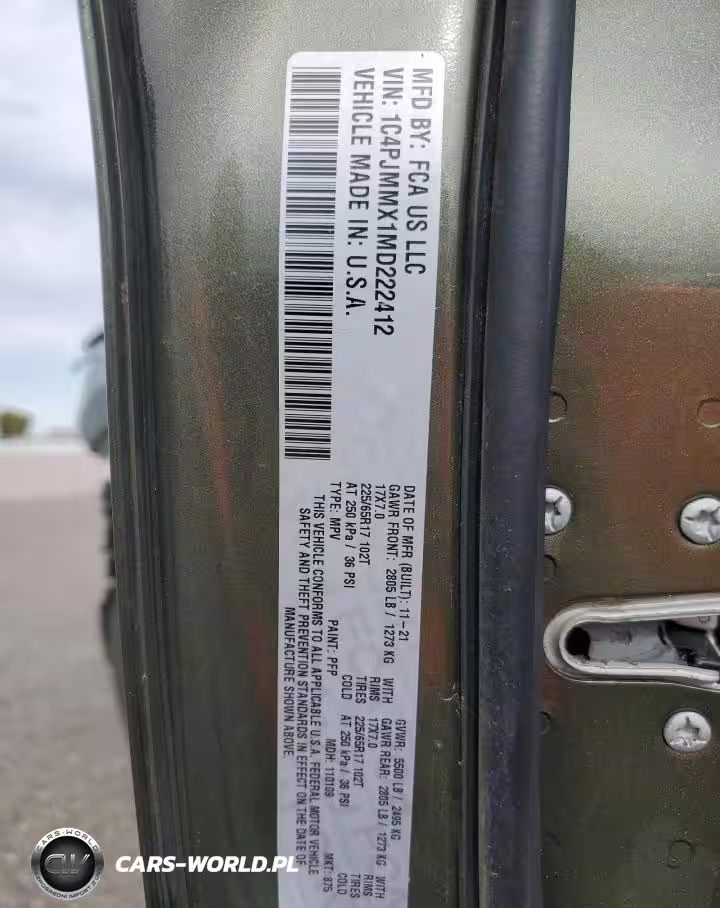 MFD BY: FCA US LLC
VIN: 1C4PJMMX1MD222412
VEHICLE MADE IN: U.S.A.
DATE OF MFR (BUILT): 11-21 GVWR: 5500 LB / 2495 KG
GAWR FRONT: 2805 LB / 1273 KG WITH GAWR REAR: 2805 LB / 1273 KG WITH
17X7.0 RIMS 17X7.0 RIMS
225/65R17 102T TIRES 225/65R17 102T TIRES
AT 250 kPa / 36 PSI COLD AT 250 kPa / 36 PSI COLD
TYPE: MPV PAINT: PFP MDH: 110109 MKT: 875
THIS VEHICLE CONFORMS TO ALL APPLICABLE U.S.A. FEDERAL MOTOR VEHICLE
SAFETY AND THEFT PREVENTION STANDARDS IN EFFECT ON THE DATE OF
MANUFACTURE SHOWN ABOVE.
CARS-WORLD
CW
CARS-WORLD.PL